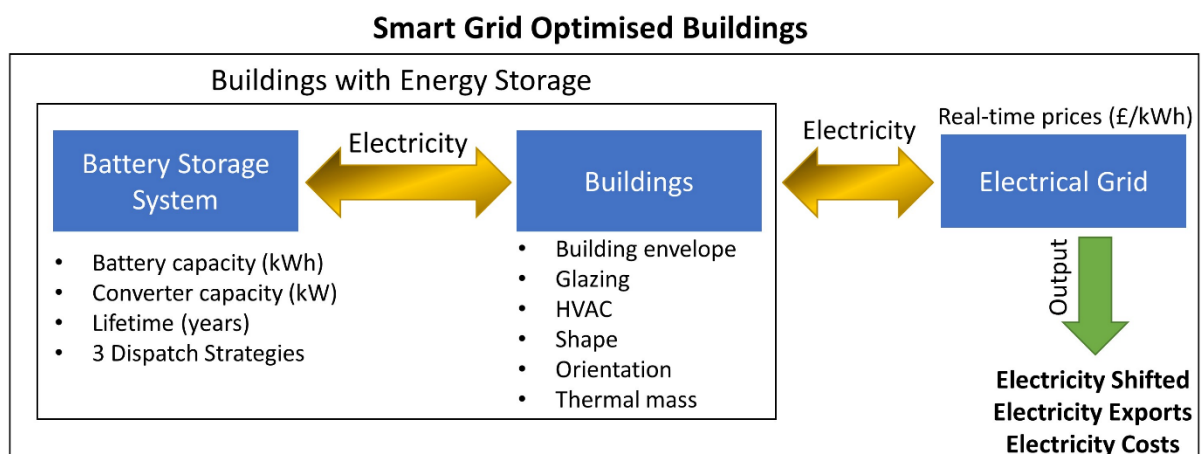 Smart Grid Optimised Buildings
Buildings with Energy Storage
Battery Storage
System
Electricity
Buildings
Electricity
Real-time prices (£/kWh)
Electrical Grid
• Battery capacity (kWh)
• Converter capacity (kW)
• Lifetime (years)
• 3 Dispatch Strategies
• Building envelope
• Glazing
• HVAC
• Shape
• Orientation
• Thermal mass
Output
Electricity Shifted
Electricity Exports
Electricity Costs